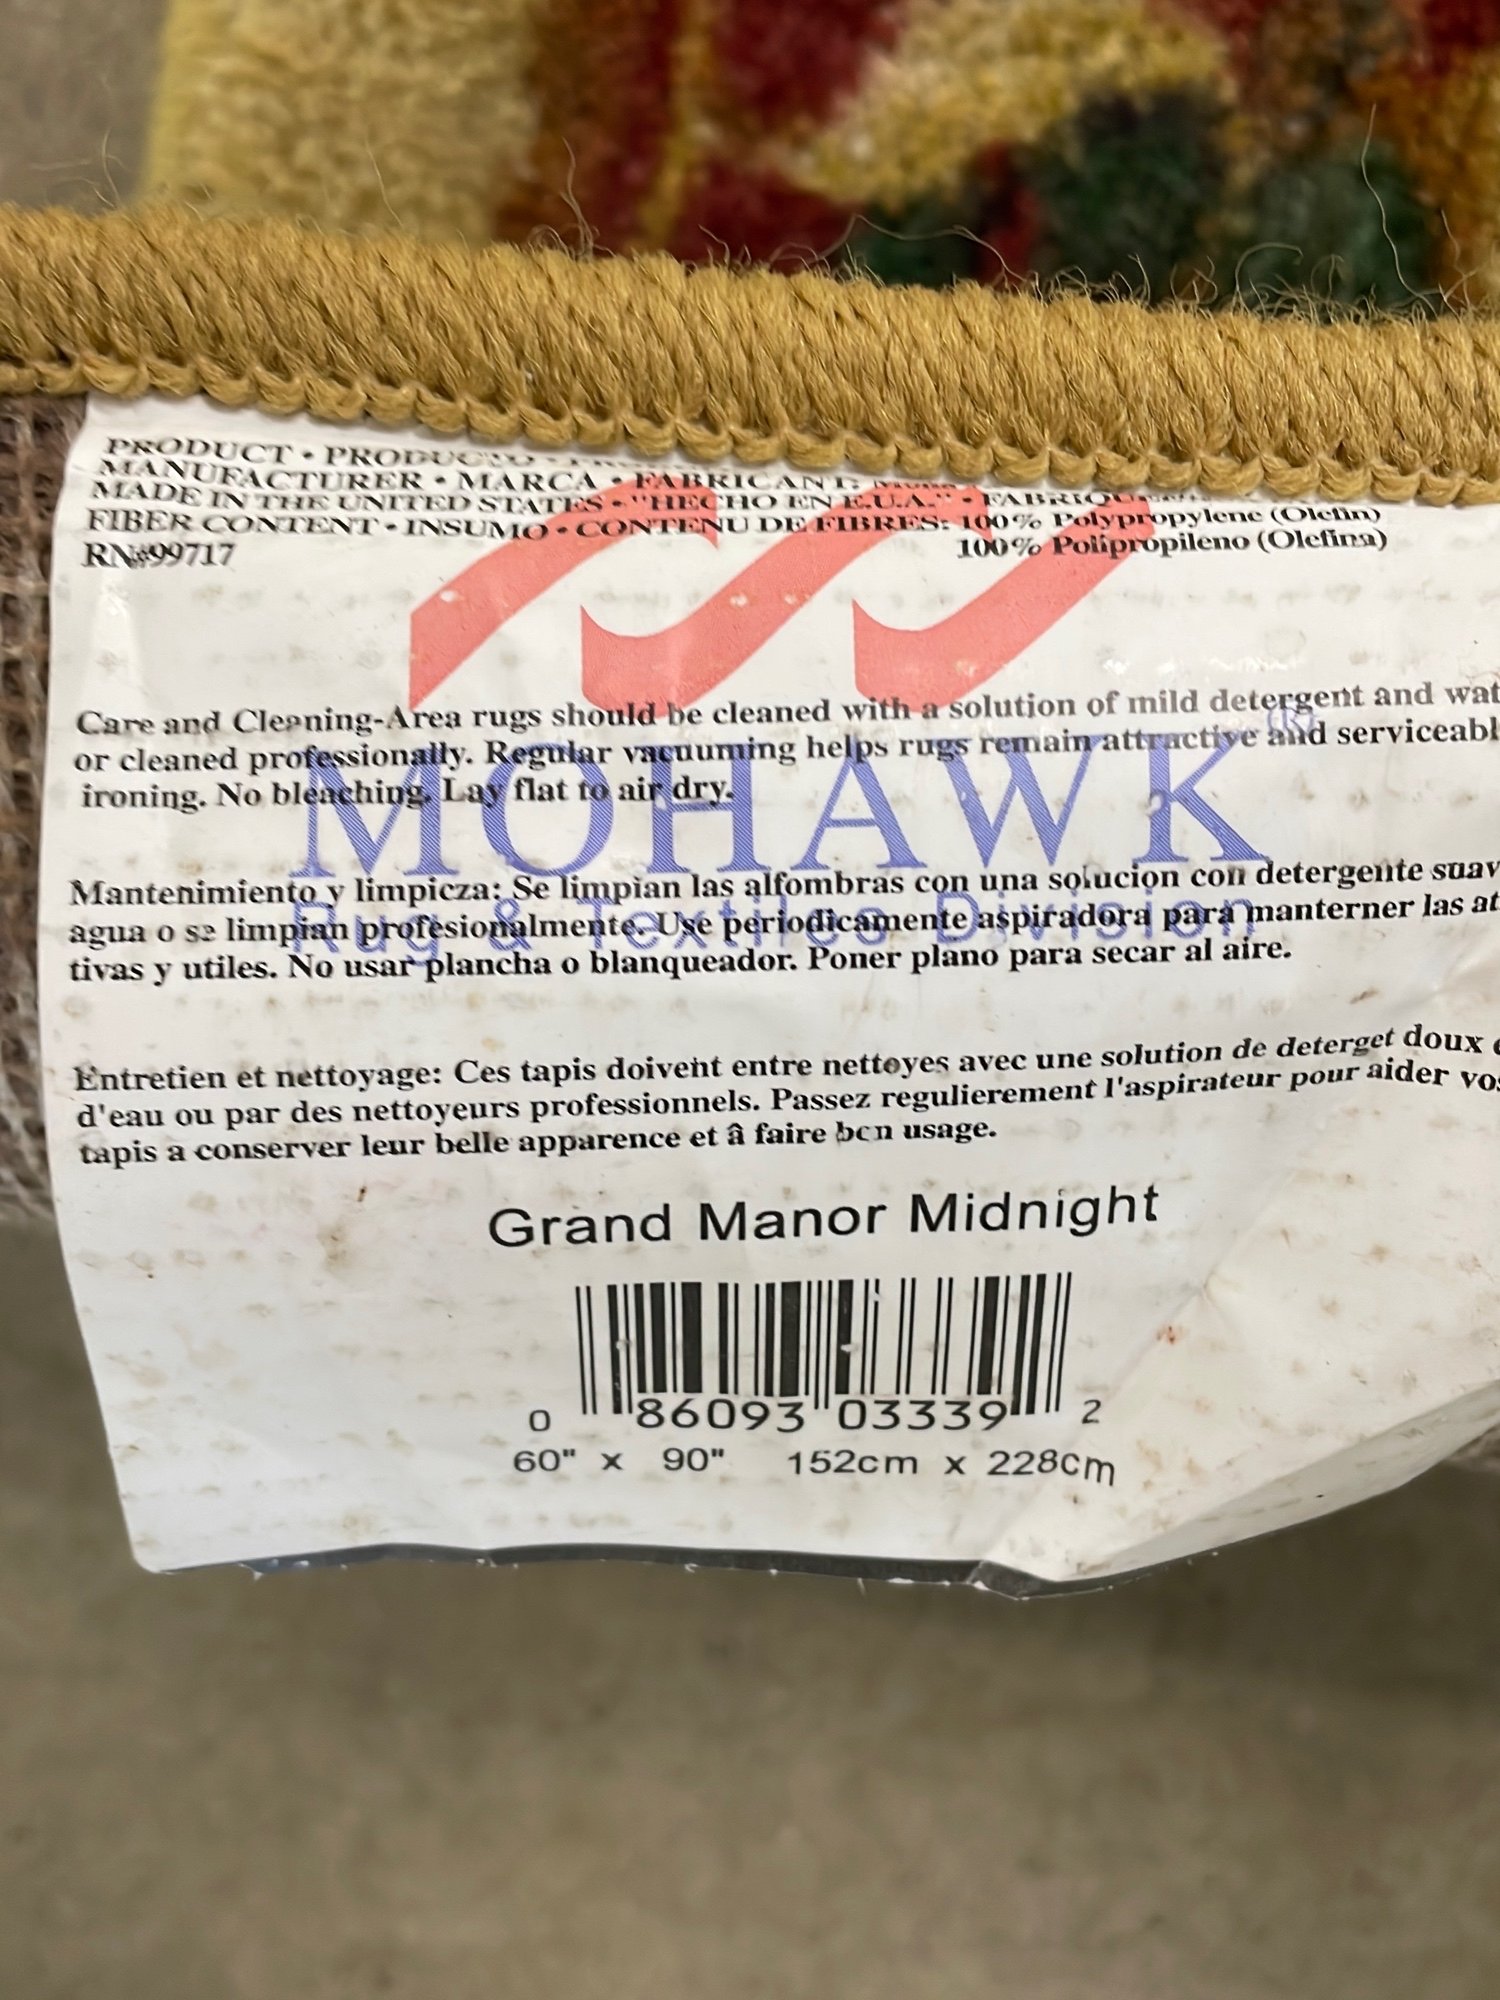 PRODUCT • PRODUCTO
MANUFACTURER • MARCA • FABRICANT:
MADE IN THE UNITED STATES • "HECHO EN E.U.A." •
FIBER CONTENT • INSUMO • CONTENU DE FIBRES: 100% Polypropylene (Olefin)
RN#99717 100% Polipropileno (Olefina)
Care and Cleaning-Area rugs should be cleaned with a solution of mild detergent and wat
or cleaned professionally. Regular vacuuming helps rugs remain attractive and serviceabl
ironing. No bleaching. Lay flat to air dry.
MOHAWK®
Rug & Textiles Division
Mantenimiento y limpicza: Se limpian las alfombras con una solucion con detergente suav
agua o se limpian profesionalmente. Use periodicamente aspiradora para manterner las at
tivas y utiles. No usar plancha o blanqueador. Poner plano para secar al aire.
Entretien et nettoyage: Ces tapis doivent entre nettoyes avec une solution de deterget doux e
d'eau ou par des nettoyeurs professionnels. Passez regulierement l'aspirateur pour aider vos
tapis a conserver leur belle apparence et â faire bon usage.
Grand Manor Midnight
0 86093 03339 2
60" x 90" 152cm x 228cm